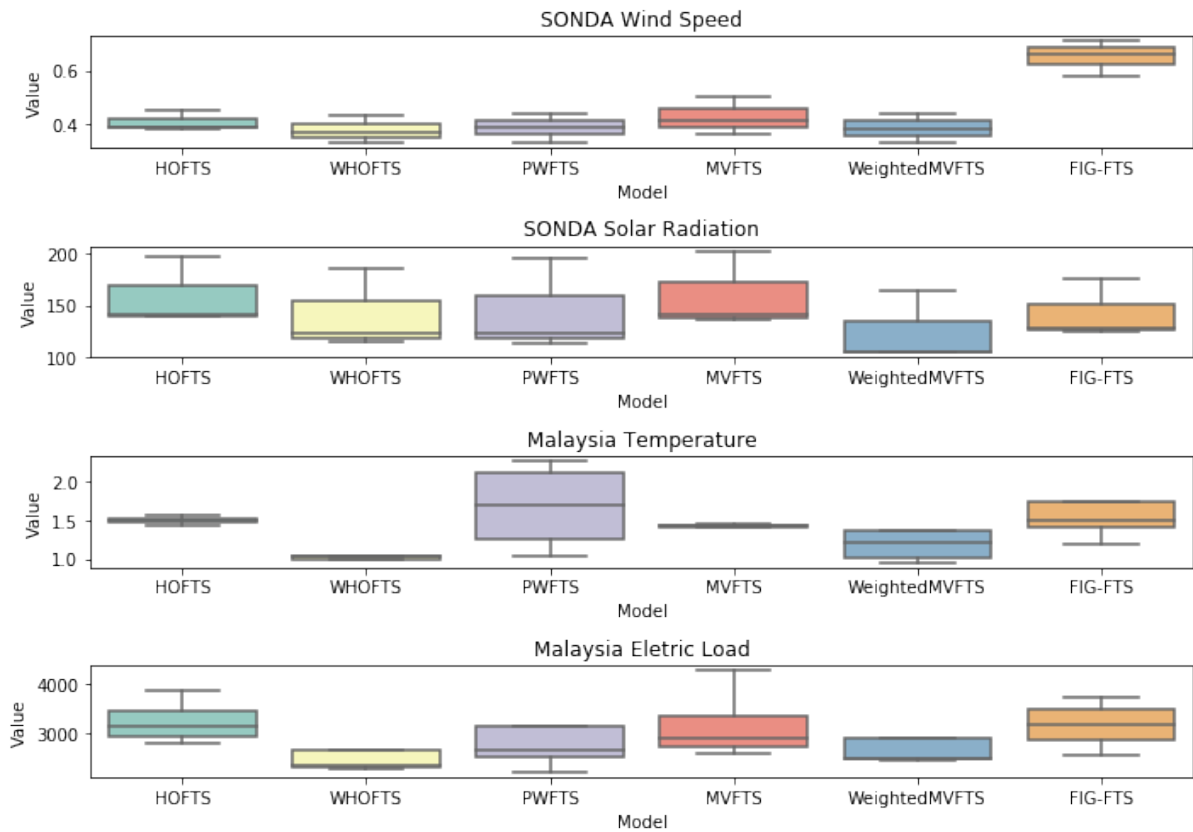 SONDA Wind Speed
Value
0.6
0.4
HOFTS WHOFTS PWFTS MVFTS WeightedMVFTS FIG-FTS
Model
SONDA Solar Radiation
Value
200
150
100
HOFTS WHOFTS PWFTS MVFTS WeightedMVFTS FIG-FTS
Model
Malaysia Temperature
Value
2.0
1.5
1.0
HOFTS WHOFTS PWFTS MVFTS WeightedMVFTS FIG-FTS
Model
Malaysia Eletric Load
Value
4000
3000
HOFTS WHOFTS PWFTS MVFTS WeightedMVFTS FIG-FTS
Model